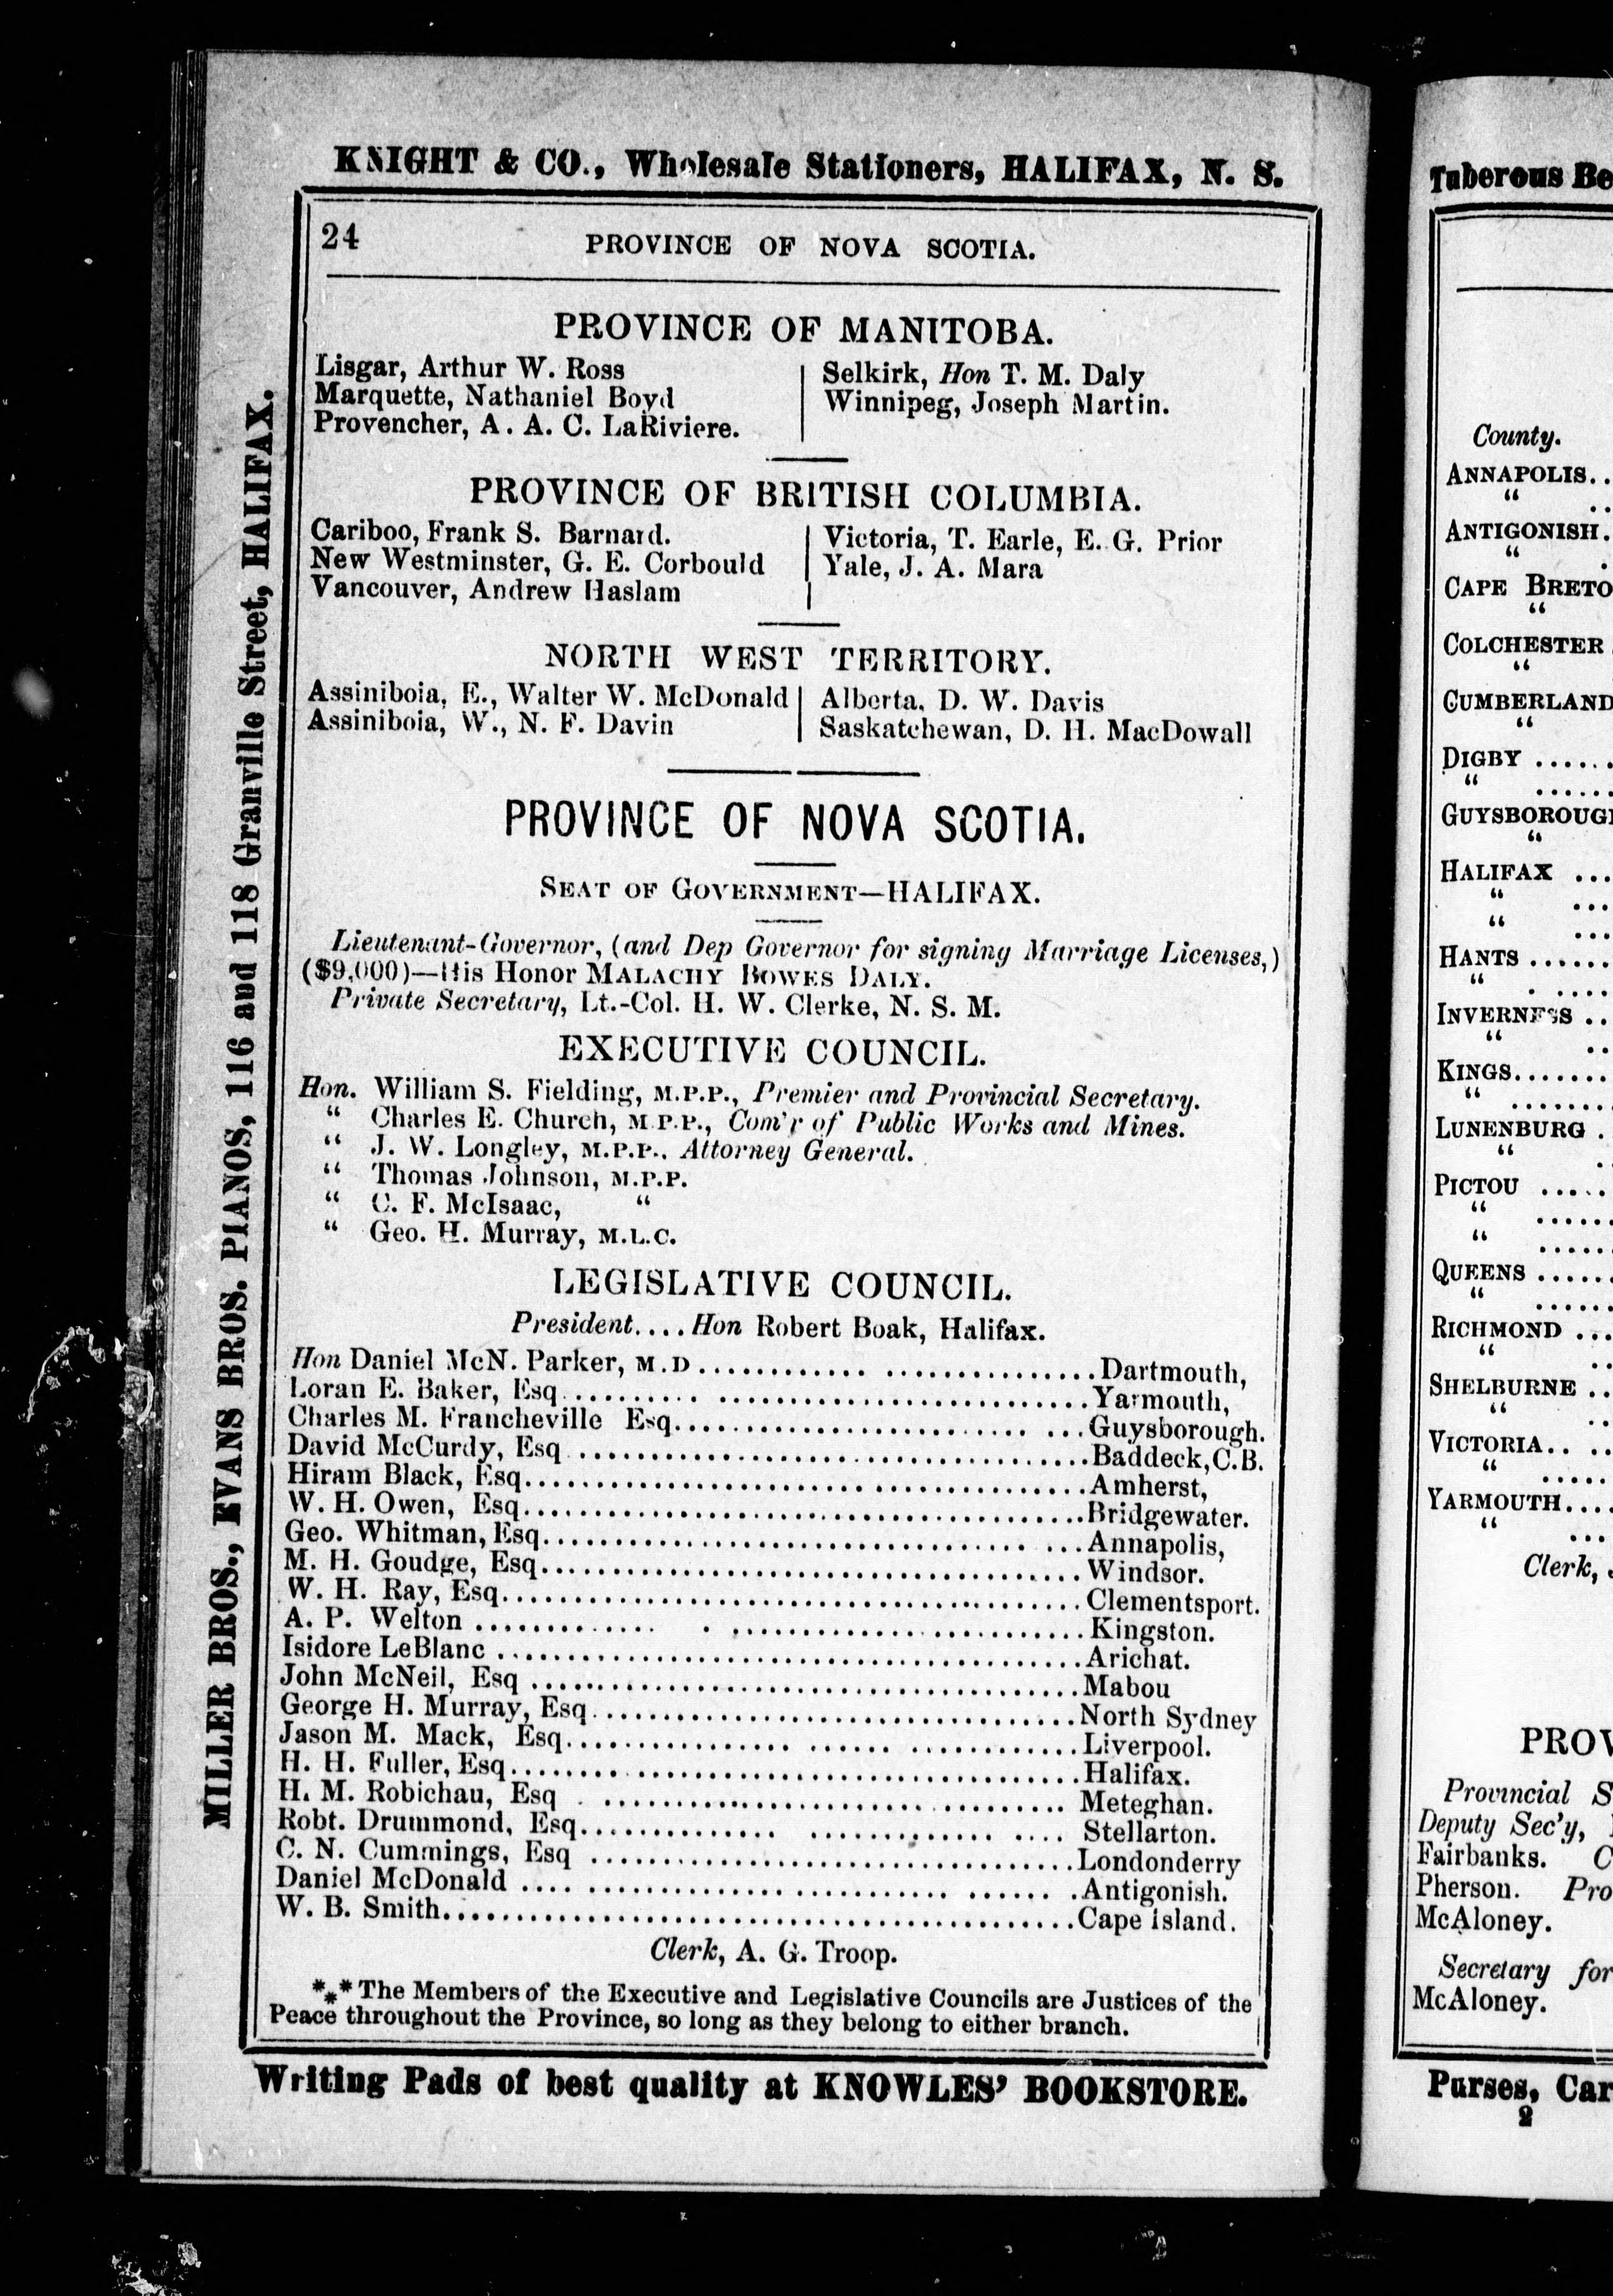 KNIGHT & CO., Wholesale Stationers, HALIFAX, N. S.
24 PROVINCE OF NOVA SCOTIA.
PROVINCE OF MANITOBA.
Lisgar, Arthur W. Ross
Marquette, Nathaniel Boyd
Provencher, A. A. C. LaRiviere.
Selkirk, Hon T. M. Daly
Winnipeg, Joseph Martin.
PROVINCE OF BRITISH COLUMBIA.
Cariboo, Frank S. Barnard.
New Westminster, G. E. Corbould
Vancouver, Andrew Haslam
Victoria, T. Earle, E. G. Prior
Yale, J. A. Mara
NORTH WEST TERRITORY.
Assiniboia, E., Walter W. McDonald
Assiniboia, W., N. F. Davin
Alberta, D. W. Davis
Saskatchewan, D. H. MacDowall
PROVINCE OF NOVA SCOTIA.
SEAT OF GOVERNMENT—HALIFAX.
Lieutenant-Governor, (and Dep Governor for signing Marriage Licenses,)
($9,000)—His Honor MALACHY BOWES DALY.
Private Secretary, Lt.-Col. H. W. Clerke, N. S. M.
EXECUTIVE COUNCIL.
Hon. William S. Fielding, M.P.P., Premier and Provincial Secretary.
" Charles E. Church, M.P.P., Com'r of Public Works and Mines.
" J. W. Longley, M.P.P., Attorney General.
" Thomas Johnson, M.P.P.
" C. F. McIsaac, "
" Geo. H. Murray, M.L.C.
LEGISLATIVE COUNCIL.
President....Hon Robert Boak, Halifax.
Hon Daniel McN. Parker, M.D..............................Dartmouth,
Loran E. Baker, Esq..............................Yarmouth,
Charles M. Francheville Esq..............................Guysborough.
David McCurdy, Esq..............................Baddeck, C.B.
Hiram Black, Esq..............................Amherst,
W. H. Owen, Esq..............................Bridgewater.
Geo. Whitman, Esq..............................Annapolis,
M. H. Goudge, Esq..............................Windsor.
W. H. Ray, Esq..............................Clementsport.
A. P. Welton..............................Kingston.
Isidore LeBlanc..............................Arichat.
John McNeil, Esq..............................Mabou
George H. Murray, Esq..............................North Sydney
Jason M. Mack, Esq..............................Liverpool.
H. H. Fuller, Esq..............................Halifax.
H. M. Robichau, Esq..............................Meteghan.
Robt. Drummond, Esq..............................Stellarton.
C. N. Cummings, Esq..............................Londonderry
Daniel McDonald..............................Antigonish.
W. B. Smith..............................Cape Island.
Clerk, A. G. Troop.
*** The Members of the Executive and Legislative Councils are Justices of the
Peace throughout the Province, so long as they belong to either branch.
Writing Pads of best quality at KNOWLES' BOOKSTORE.
MILLER BROS., EVANS BROS. PIANOS, 116 and 118 Granville Street, HALIFAX.
Tuberous Be
County.
ANNAPOLIS..
" ..
ANTIGONISH.
" .
CAPE BRETO
"
COLCHESTER
"
CUMBERLAND
"
DIGBY ......
" ......
GUYSBOROUG
"
HALIFAX ...
" ...
" ...
HANTS ......
" . ....
INVERNESS ..
" ..
KINGS.......
" ........
LUNENBURG .
" ..
PICTOU .....
" ......
" ......
QUEENS ......
" ......
RICHMOND ...
" ..
SHELBURNE ..
" ..
VICTORIA.. ..
" .....
YARMOUTH....
" ...
Clerk,
PROV
Provincial S
Deputy Sec'y,
Fairbanks. C
Pherson. Pro
McAloney.
Secretary for
McAloney.
Purses, Car
2